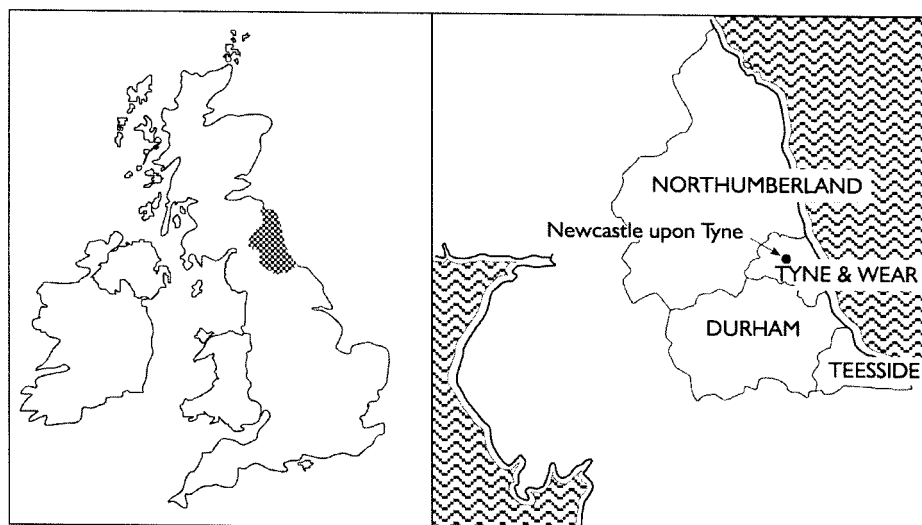 NORTHUMBERLAND
Newcastle upon Tyne
TYNE & WEAR
DURHAM
TEESSIDE